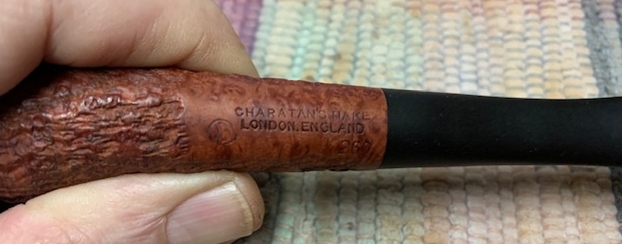 CHARATAN'S MAKE
LONDON. ENGLAND